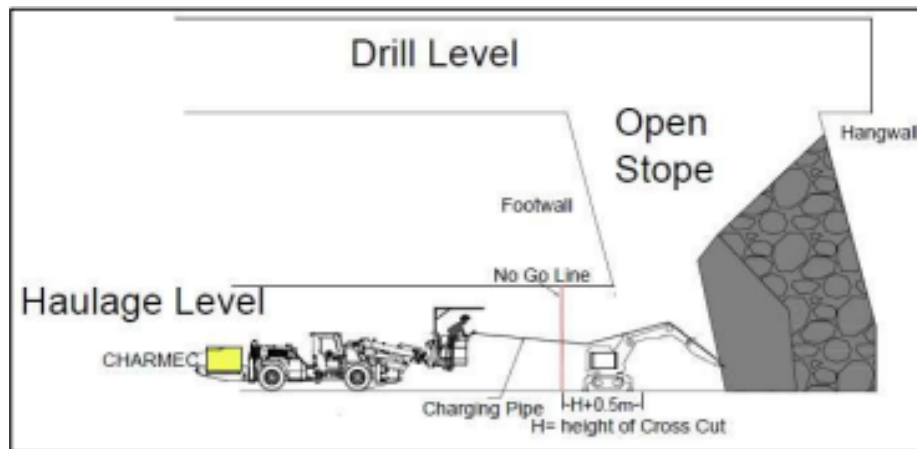 Drill Level
Open
Stope
Hangwall
Footwall
No Go Line
Haulage Level
CHARMEC
Charging Pipe
H+0.5m
H= height of Cross Cut